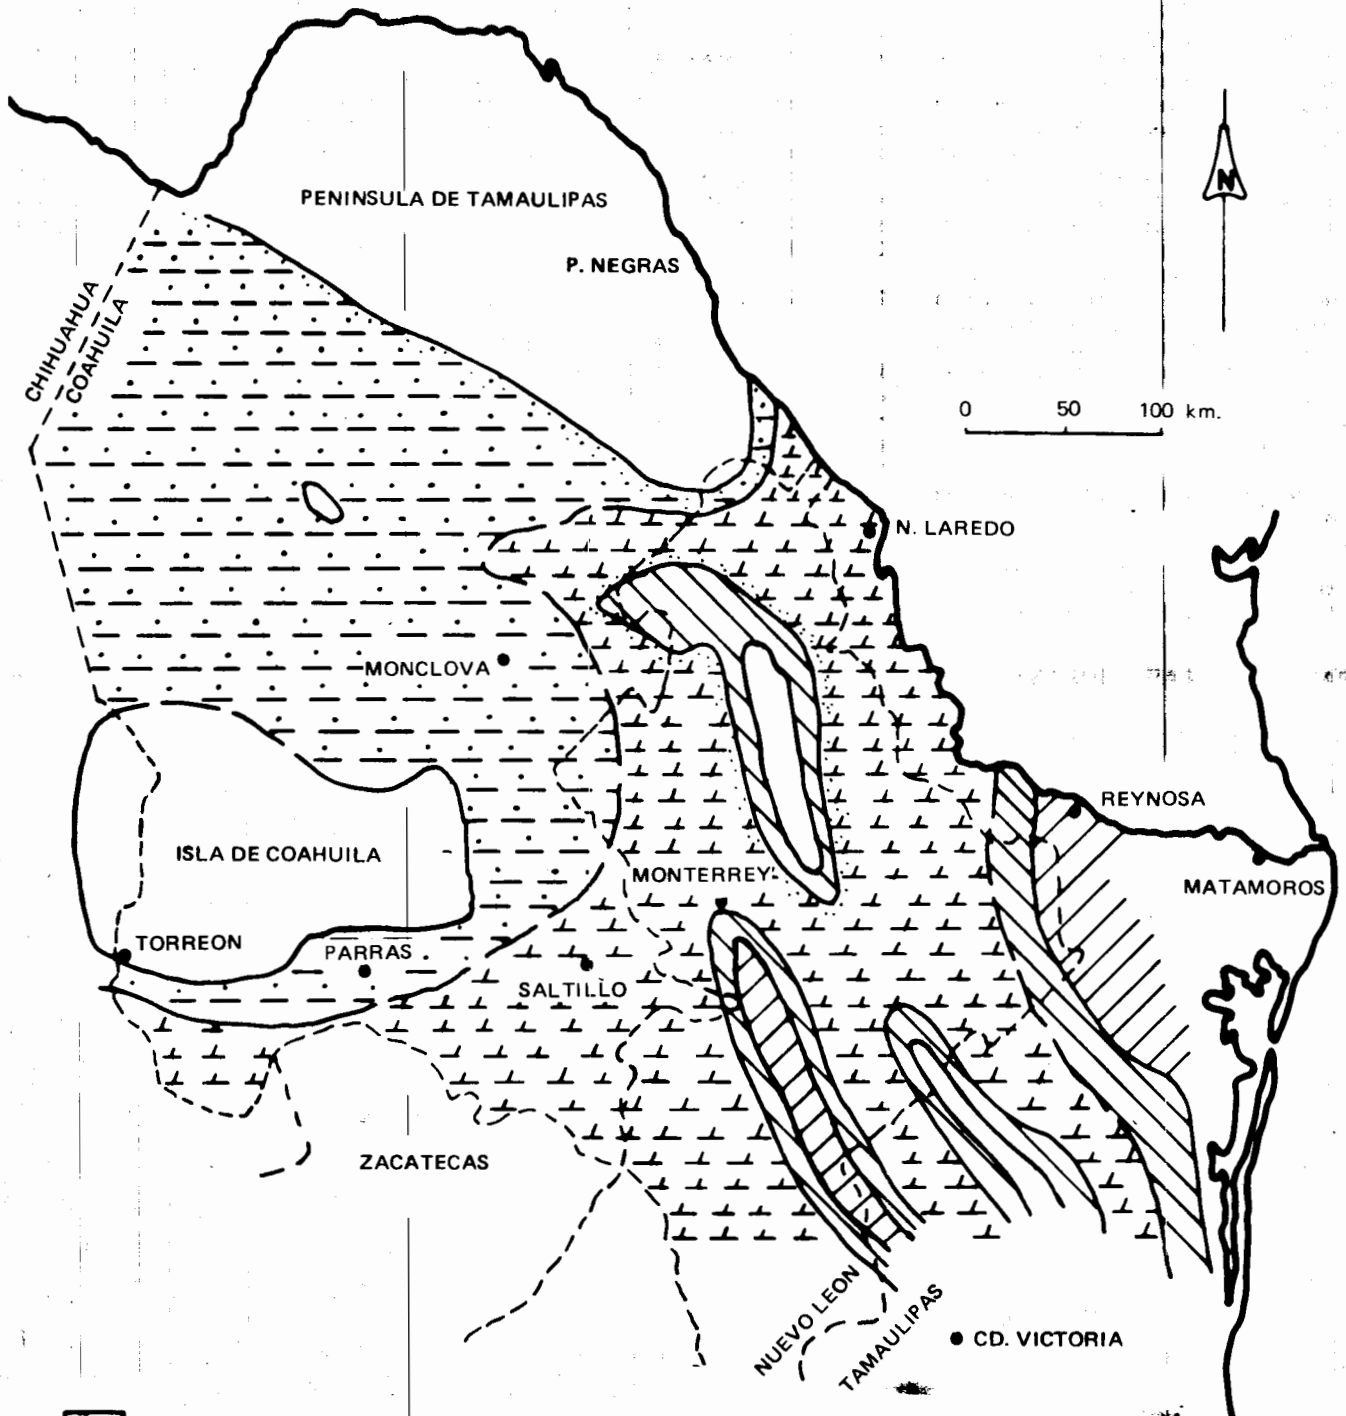 N
PENINSULA DE TAMAULIPAS
P. NEGRAS
CHIHUAHUA
COAHUILA
0 50 100 km.
N. LAREDO
MONCLOVA
REYNOSA
ISLA DE COAHUILA
MONTERREY
MATAMOROS
TORREON
PARRAS
SALTILLO
ZACATECAS
NUEVO LEON
TAMAULIPAS
CD. VICTORIA